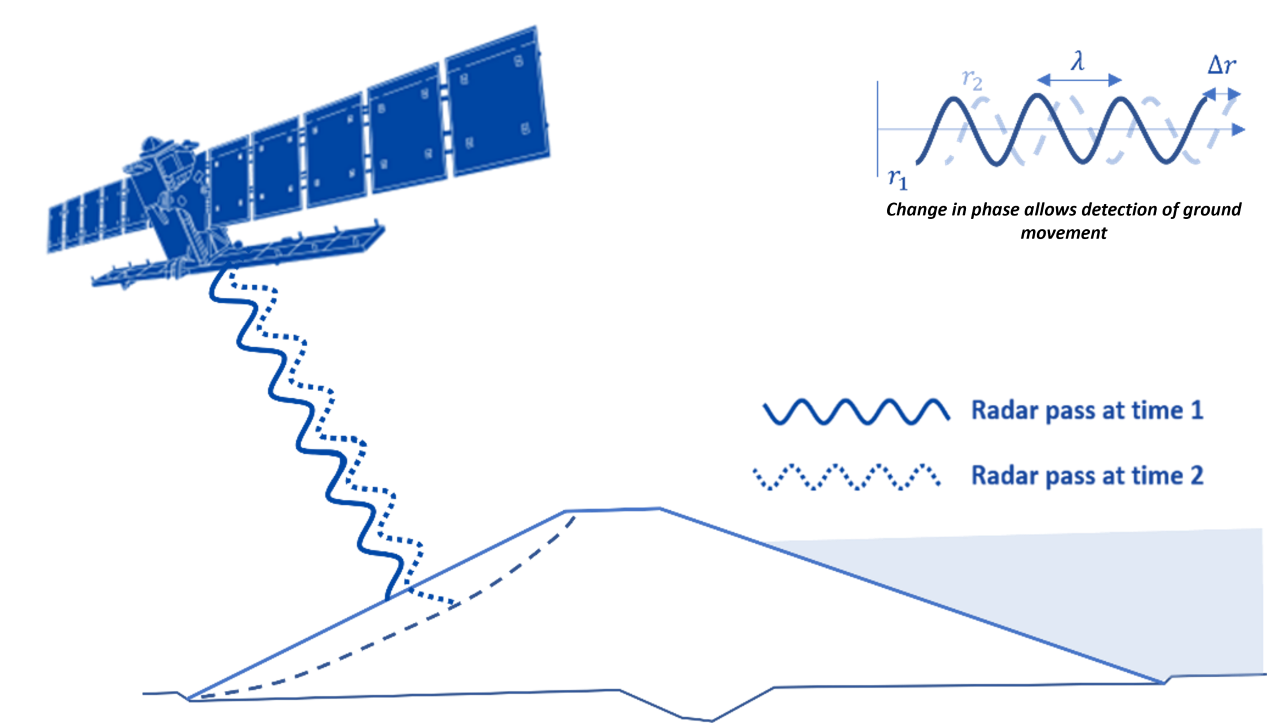 λ
Δr
r₂
r₁
Change in phase allows detection of ground
movement
Radar pass at time 1
Radar pass at time 2